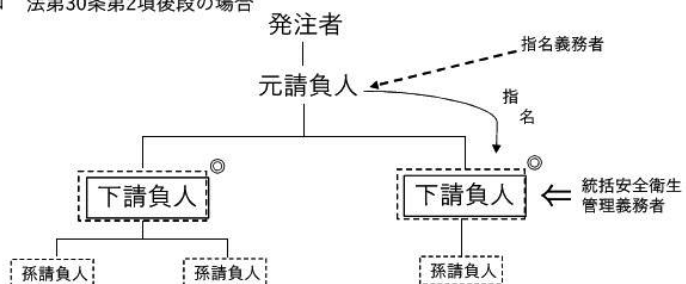 法第30条第2項後段の場合
発注者
指名義務者
元請負人
指
名
◎
◎
下請負人
下請負人
⇐
統括安全衛生
管理義務者
孫請負人
孫請負人
孫請負人